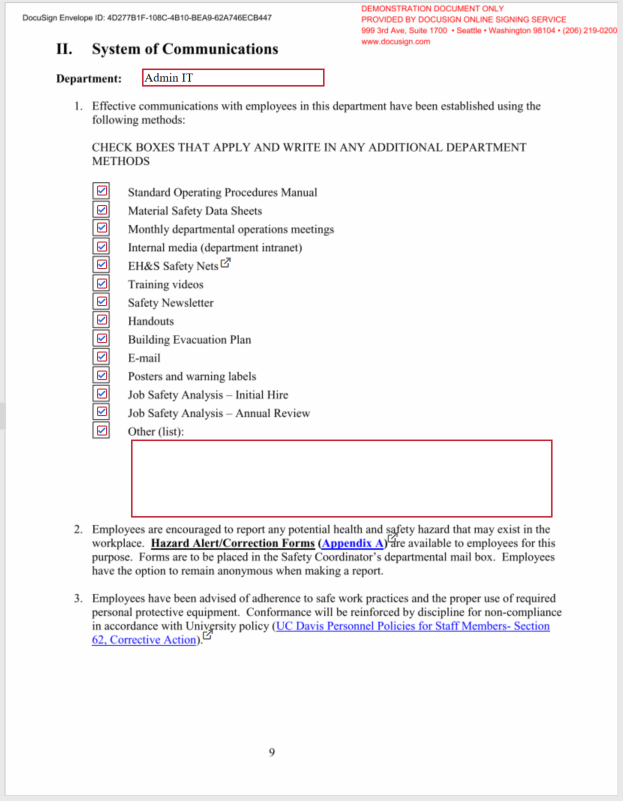 DocuSign Envelope ID: 4D277B1F-108C-4B10-BEA9-62A746ECB447
DEMONSTRATION DOCUMENT ONLY
PROVIDED BY DOCUSIGN ONLINE SIGNING SERVICE
999 3rd Ave, Suite 1700 • Seattle • Washington 98104 • (206) 219-0200
www.docusign.com
II. System of Communications
Department: Admin IT
1. Effective communications with employees in this department have been established using the
following methods:
CHECK BOXES THAT APPLY AND WRITE IN ANY ADDITIONAL DEPARTMENT
METHODS
Standard Operating Procedures Manual
Material Safety Data Sheets
Monthly departmental operations meetings
Internal media (department intranet)
EH&S Safety Nets
Training videos
Safety Newsletter
Handouts
Building Evacuation Plan
E-mail
Posters and warning labels
Job Safety Analysis – Initial Hire
Job Safety Analysis – Annual Review
Other (list):
2. Employees are encouraged to report any potential health and safety hazard that may exist in the
workplace. Hazard Alert/Correction Forms (Appendix A) are available to employees for this
purpose. Forms are to be placed in the Safety Coordinator's departmental mail box. Employees
have the option to remain anonymous when making a report.
3. Employees have been advised of adherence to safe work practices and the proper use of required
personal protective equipment. Conformance will be reinforced by discipline for non-compliance
in accordance with University policy (UC Davis Personnel Policies for Staff Members- Section
62, Corrective Action).
9